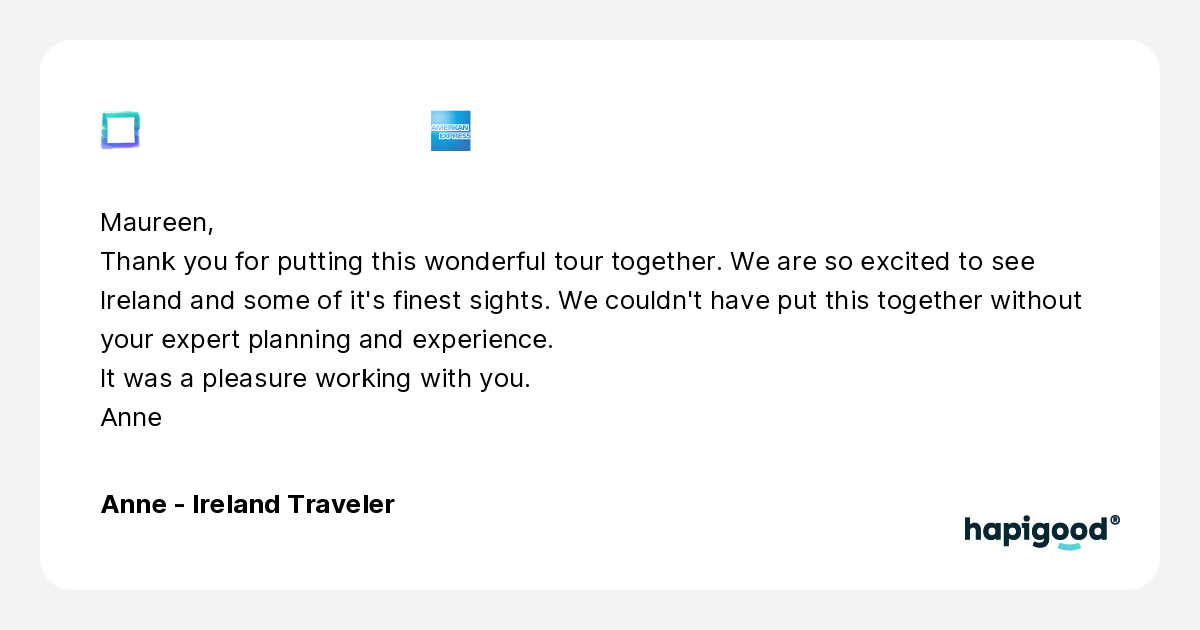 AMERICAN
EXPRESS
Maureen,
Thank you for putting this wonderful tour together. We are so excited to see
Ireland and some of it's finest sights. We couldn't have put this together without
your expert planning and experience.
It was a pleasure working with you.
Anne
Anne - Ireland Traveler
hapigood®